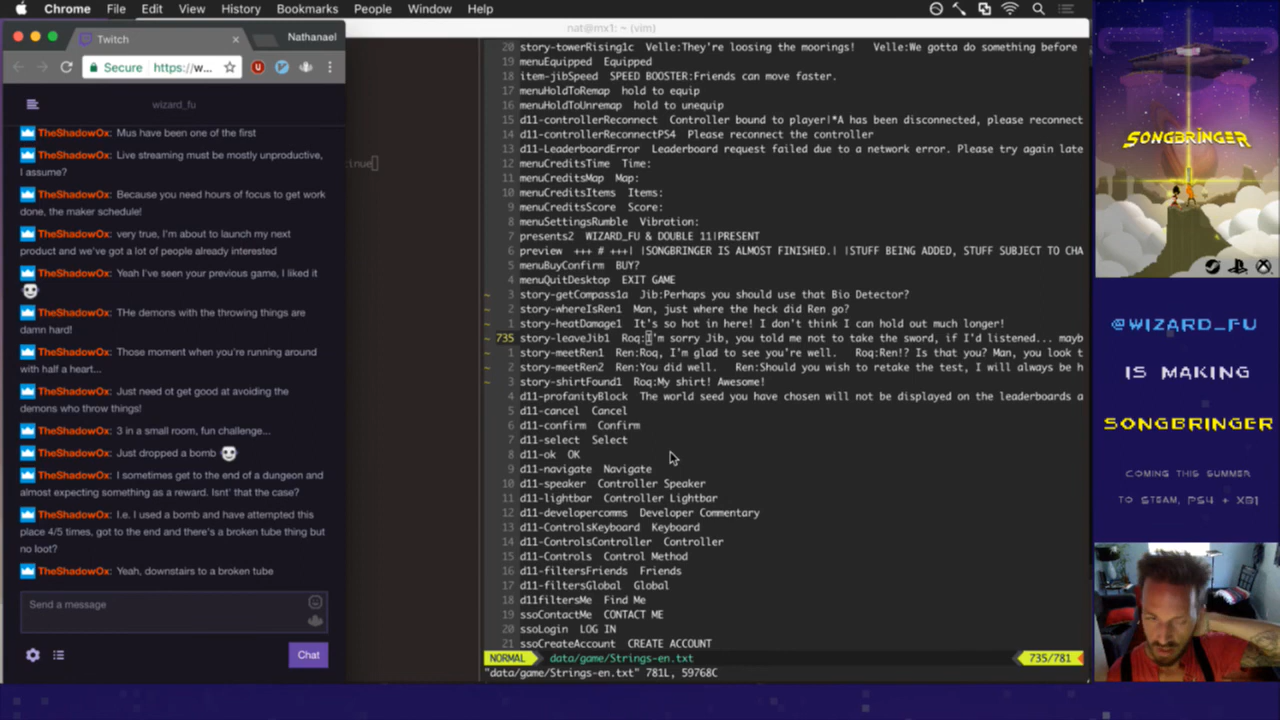 Chrome File Edit View History Bookmarks People Window Help
nat@mx1: ~ (vim)
Twitch
Nathanael
Secure https://w...
wizard_fu
TheShadowOx: Mus have been one of the first
TheShadowOx: Live streaming must be mostly unproductive,
I assume?
TheShadowOx: Because you need hours of focus to get work
done, the maker schedule!
TheShadowOx: very true, I'm about to launch my next
product and we've got a lot of people already interested
TheShadowOx: Yeah I've seen your previous game, I liked it
TheShadowOx: THe demons with the throwing things are
damn hard!
TheShadowOx: Those moment when you're running around
with half a heart...
TheShadowOx: Just need ot get good at avoiding the
demons who throw things!
TheShadowOx: 3 in a small room, fun challenge...
TheShadowOx: Just dropped a bomb
TheShadowOx: I sometimes get to the end of a dungeon and
almost expecting something as a reward. Isnt' that the case?
TheShadowOx: I.e. I used a bomb and have attempted this
place 4/5 times, got to the end and there's a broken tube thing but
no loot?
TheShadowOx: Yeah, downstairs to a broken tube
Send a message
Chat
20 story-towerRising1c Velle:They're loosing the moorings! Velle:We gotta do something before
19 menuEquipped Equipped
18 item-jibSpeed SPEED BOOSTER:Friends can move faster.
17 menuHoldToRemap hold to equip
16 menuHoldToUnremap hold to unequip
15 d11-controllerReconnect Controller bound to player|*A has been disconnected, please reconnect
14 d11-controllerReconnectPS4 Please reconnect the controller
13 d11-LeaderboardError Leaderboard request failed due to a network error. Please try again late
12 menuCreditsTime Time:
11 menuCreditsMap Map:
10 menuCreditsItems Items:
9 menuCreditsScore Score:
8 menuSettingsRumble Vibration:
7 presents2 WIZARD_FU & DOUBLE 11|PRESENT
6 preview +++ # +++| |SONGBRINGER IS ALMOST FINISHED.| |STUFF BEING ADDED, STUFF SUBJECT TO CHA
5 menuBuyConfirm BUY?
4 menuQuitDesktop EXIT GAME
3 story-getCompass1a Jib:Perhaps you should use that Bio Detector?
2 story-whereIsRen1 Man, just where the heck did Ren go?
1 story-heatDamage1 It's so hot in here! I don't think I can hold out much longer!
735 story-leaveJib1 Roq:I'm sorry Jib, you told me not to take the sword, if I'd listened... mayb
1 story-meetRen1 Ren:Roq, I'm glad to see you're well. Roq:Ren!? Is that you? Man, you look t
2 story-meetRen2 Ren:You did well. Ren:Should you wish to retake the test, I will always be h
3 story-shirtFound1 Roq:My shirt! Awesome!
4 d11-profanityBlock The world seed you have chosen will not be displayed on the leaderboards a
5 d11-cancel Cancel
6 d11-confirm Confirm
7 d11-select Select
8 d11-ok OK
9 d11-navigate Navigate
10 d11-speaker Controller Speaker
11 d11-lightbar Controller Lightbar
12 d11-developercomms Developer Commentary
13 d11-ControlsKeyboard Keyboard
14 d11-ControlsController Controller
15 d11-Controls Control Method
16 d11-filtersFriends Friends
17 d11-filtersGlobal Global
18 d11filtersMe Find Me
19 ssoContactMe CONTACT ME
20 ssoLogin LOG IN
21 ssoCreateAccount CREATE ACCOUNT
NORMAL data/game/Strings-en.txt 735/781
"data/game/Strings-en.txt" 781L, 59768C
SONGBRINGER
@WIZARD_FU
IS MAKING
SONGBRINGER
COMING THIS SUMMER
TO STEAM, PS4 + XB1